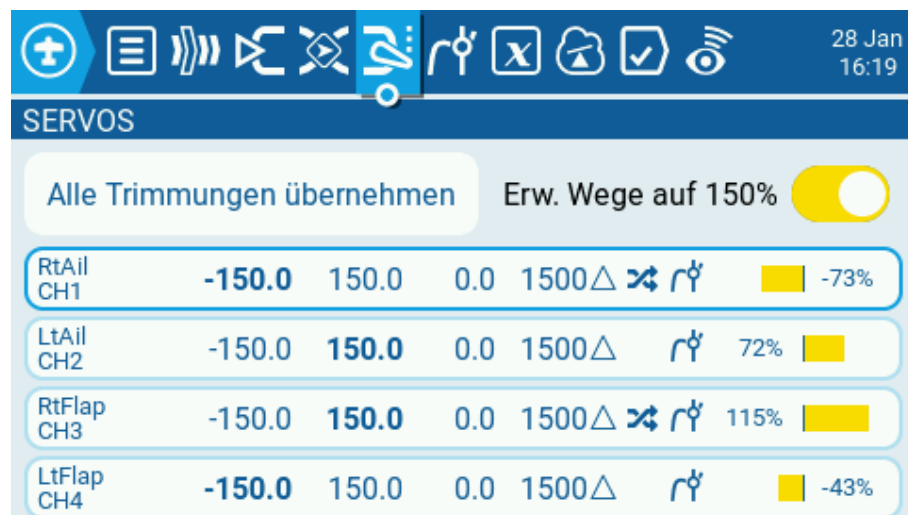 28 Jan
16:19
SERVOS
Alle Trimmungen übernehmen Erw. Wege auf 150%
RtAil CH1 -150.0 150.0 0.0 1500△ -73%
LtAil CH2 -150.0 150.0 0.0 1500△ 72%
RtFlap CH3 -150.0 150.0 0.0 1500△ 115%
LtFlap CH4 -150.0 150.0 0.0 1500△ -43%